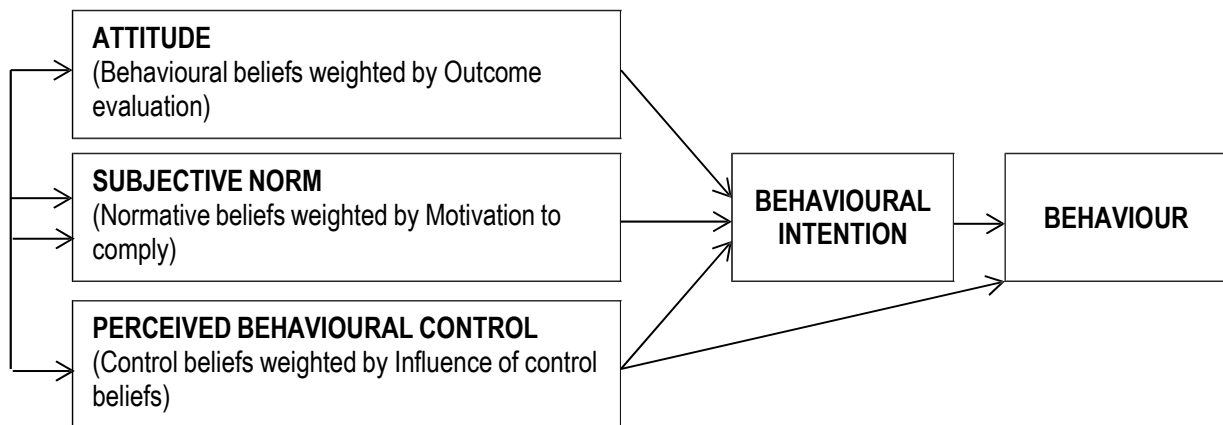 ATTITUDE
(Behavioural beliefs weighted by Outcome
evaluation)
SUBJECTIVE NORM
(Normative beliefs weighted by Motivation to
comply)
PERCEIVED BEHAVIOURAL CONTROL
(Control beliefs weighted by Influence of control
beliefs)
BEHAVIOURAL
INTENTION
BEHAVIOUR